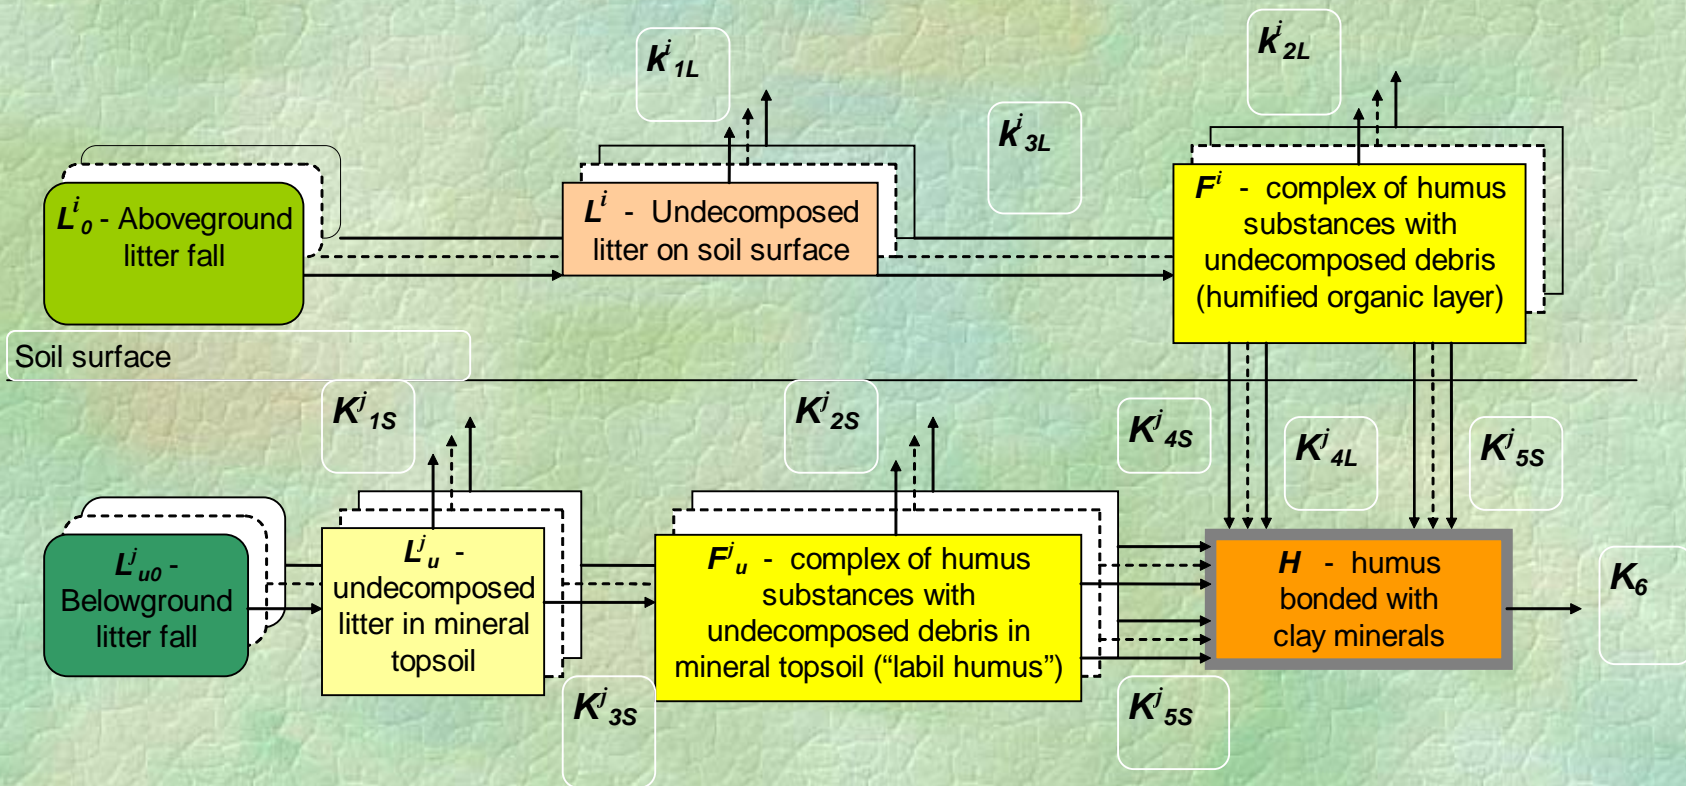 k^i_1L
k^i_2L
k^i_3L
L^i_0 - Aboveground
litter fall
L^i - Undecomposed
litter on soil surface
F^i - complex of humus
substances with
undecomposed debris
(humified organic layer)
Soil surface
K^j_1S
K^j_2S
K^j_4S
K^j_4L
K^j_5S
L^j_u0 -
Belowground
litter fall
L^j_u -
undecomposed
litter in mineral
topsoil
F^j_u - complex of humus
substances with
undecomposed debris in
mineral topsoil (“labil humus”)
H - humus
bonded with
clay minerals
K_6
K^j_3S
K^j_5S